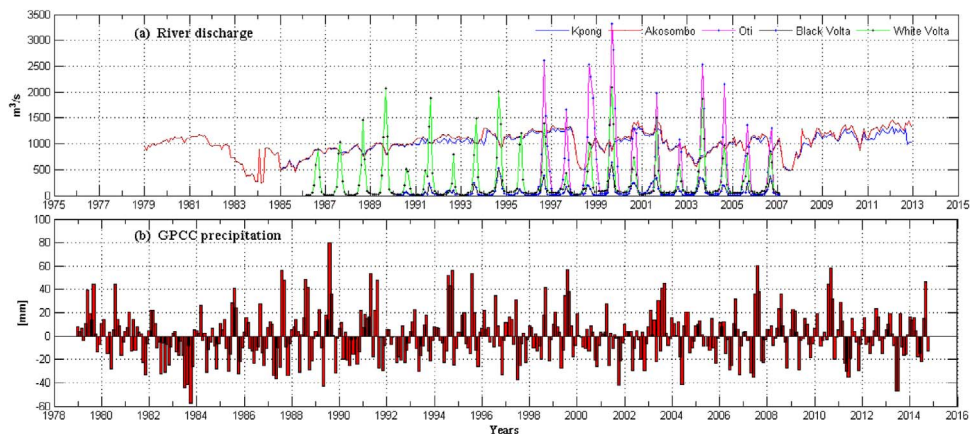 (a) River discharge
Kpong Akosombo Oti Black Volta White Volta
3500
3000
2500
2000
1500
1000
500
0
m³/s
1975 1977 1979 1981 1983 1985 1987 1989 1991 1993 1995 1997 1999 2001 2003 2005 2007 2009 2011 2013 2015
(b) GPCC precipitation
100
80
60
40
20
0
-20
-40
-60
[mm]
1978 1980 1982 1984 1986 1988 1990 1992 1994 1996 1998 2000 2002 2004 2006 2008 2010 2012 2014 2016
Years